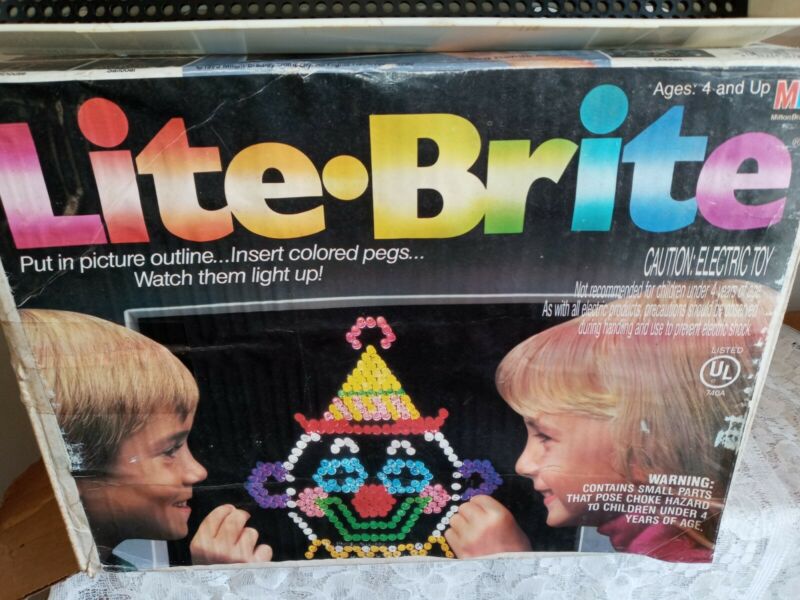 Ages: 4 and Up
M
Milton Br
Lite·Brite
Put in picture outline...Insert colored pegs...
Watch them light up!
CAUTION: ELECTRIC TOY
Not recommended for children under 4 years of age.
As with all electric products, precautions should be observed
during handling and use to prevent electric shock.
LISTED
UL
740A
WARNING:
CONTAINS SMALL PARTS
THAT POSE CHOKE HAZARD
TO CHILDREN UNDER 4
YEARS OF AGE.